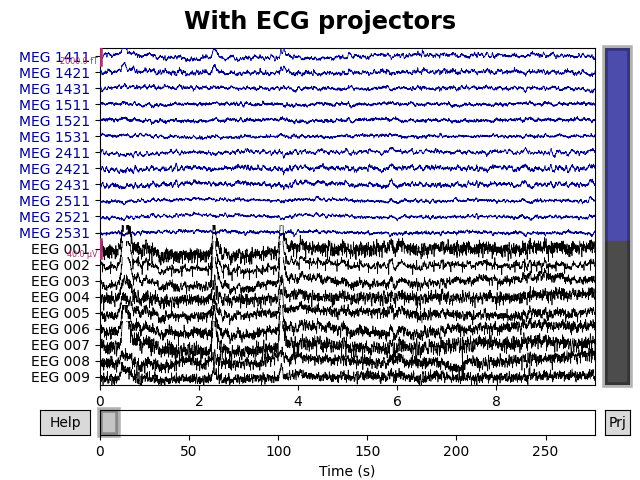 With ECG projectors
MEG 1411
MEG 1421
MEG 1431
MEG 1511
MEG 1521
MEG 1531
MEG 2411
MEG 2421
MEG 2431
MEG 2511
MEG 2521
MEG 2531
EEG 001
EEG 002
EEG 003
EEG 004
EEG 005
EEG 006
EEG 007
EEG 008
EEG 009
0 2 4 6 8
Help
Prj
0 50 100 150 200 250
Time (s)